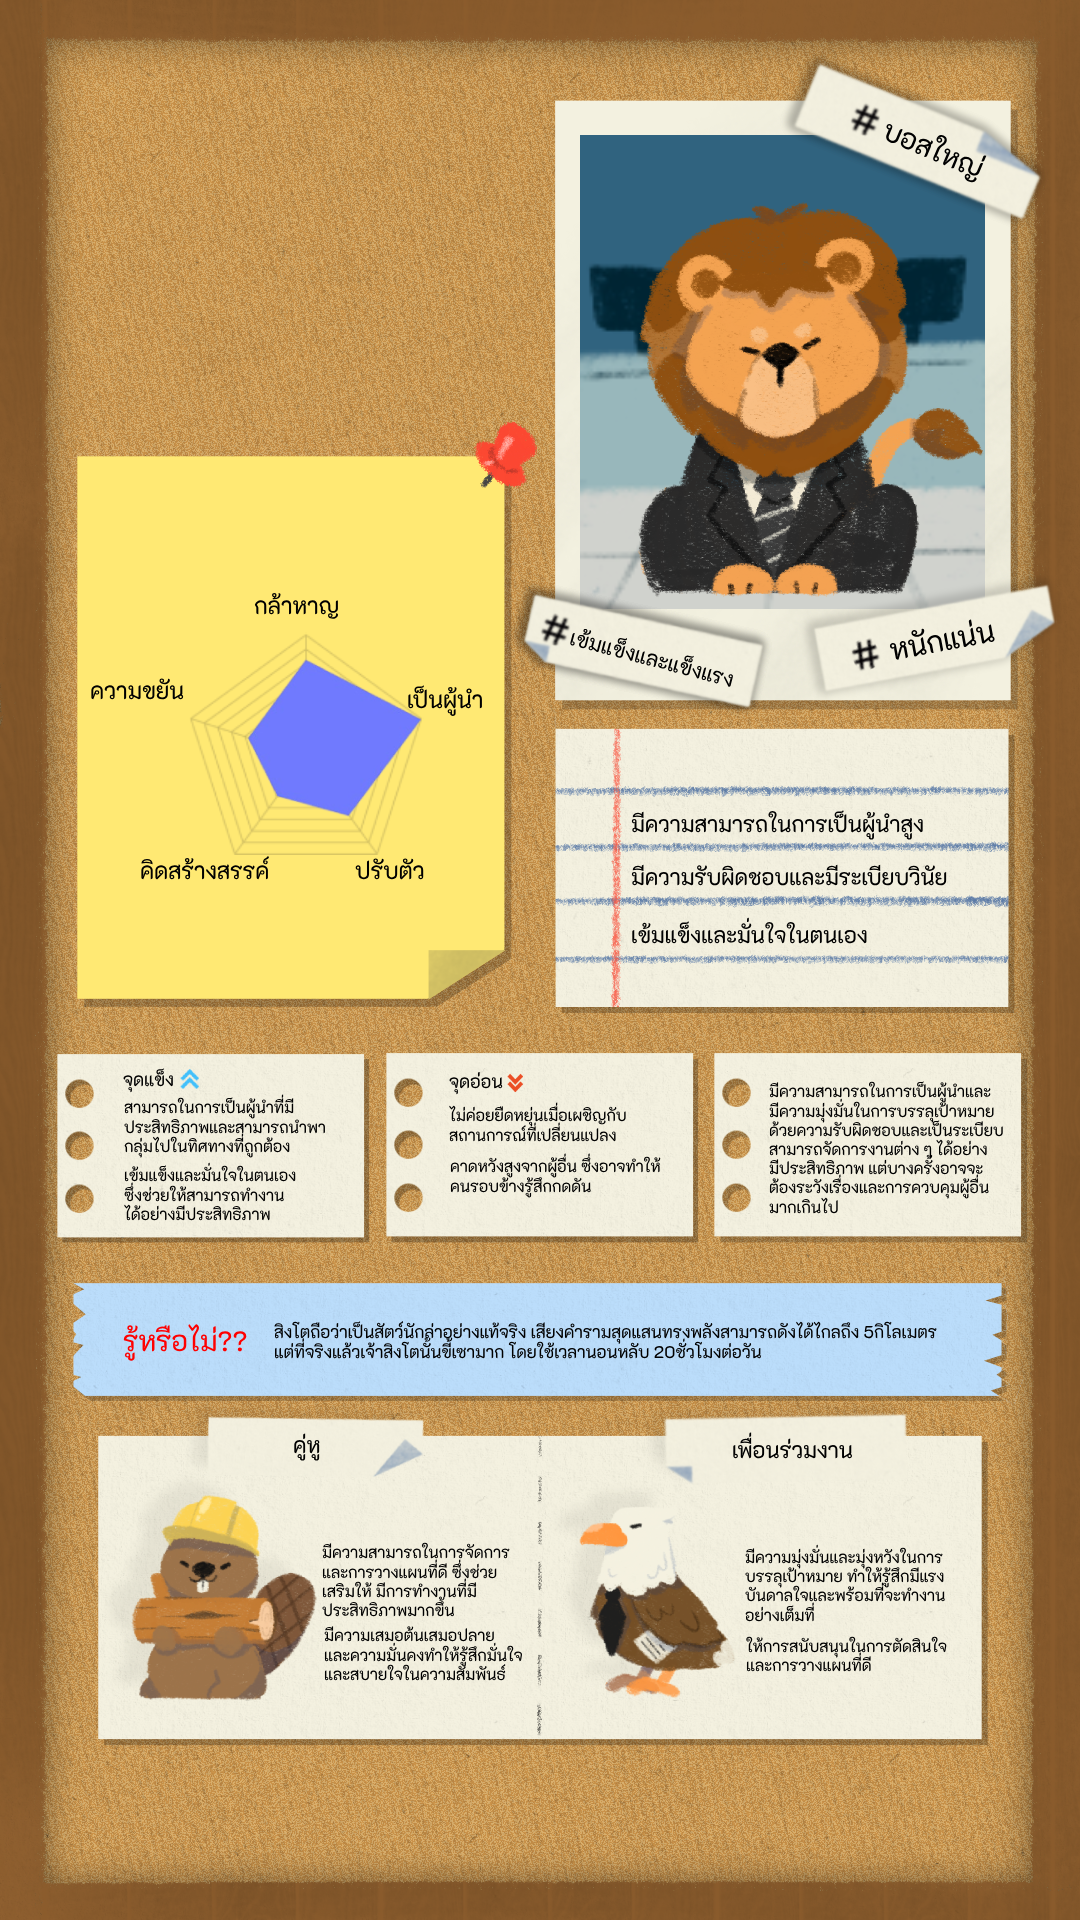 # บอสใหญ่
#เข้มแข็งและแข็งแรง
# หนักแน่น
กล้าหาญ
ความขยัน
เป็นผู้นำ
คิดสร้างสรรค์
ปรับตัว
มีความสามารถในการเป็นผู้นำสูง
มีความรับผิดชอบและมีระเบียบวินัย
เข้มแข็งและมั่นใจในตนเอง
จุดแข็ง
สามารถในการเป็นผู้นำที่มี
ประสิทธิภาพและสามารถนำพา
กลุ่มไปในทิศทางที่ถูกต้อง
เข้มแข็งและมั่นใจในตนเอง
ซึ่งช่วยให้สามารถทำงาน
ได้อย่างมีประสิทธิภาพ
จุดอ่อน
ไม่ค่อยยืดหยุ่นเมื่อเผชิญกับ
สถานการณ์ที่เปลี่ยนแปลง
คาดหวังสูงจากผู้อื่น ซึ่งอาจทำให้
คนรอบข้างรู้สึกกดดัน
มีความสามารถในการเป็นผู้นำและ
มีความมุ่งมั่นในการบรรลุเป้าหมาย
ด้วยความรับผิดชอบและเป็นระเบียบ
สามารถจัดการงานต่าง ๆ ได้อย่าง
มีประสิทธิภาพ แต่บางครั้งอาจจะ
ต้องระวังเรื่องและการควบคุมผู้อื่น
มากเกินไป
รู้หรือไม่??
สิงโตถือว่าเป็นสัตว์นักล่าอย่างแท้จริง เสียงคำรามสุดแสนทรงพลังสามารถดังได้ไกลถึง 5กิโลเมตร
แต่ที่จริงแล้วเจ้าสิงโตนั้นขี้เซามาก โดยใช้เวลานอนหลับ 20ชั่วโมงต่อวัน
คู่หู
มีความสามารถในการจัดการ
และการวางแผนที่ดี ซึ่งช่วย
เสริมให้ มีการทำงานที่มี
ประสิทธิภาพมากขึ้น
มีความเสมอต้นเสมอปลาย
และความมั่นคงทำให้รู้สึกมั่นใจ
และสบายใจในความสัมพันธ์
เพื่อนร่วมงาน
มีความมุ่งมั่นและมุ่งหวังในการ
บรรลุเป้าหมาย ทำให้รู้สึกมีแรง
บันดาลใจและพร้อมที่จะทำงาน
อย่างเต็มที่
ให้การสนับสนุนในการตัดสินใจ
และการวางแผนที่ดี